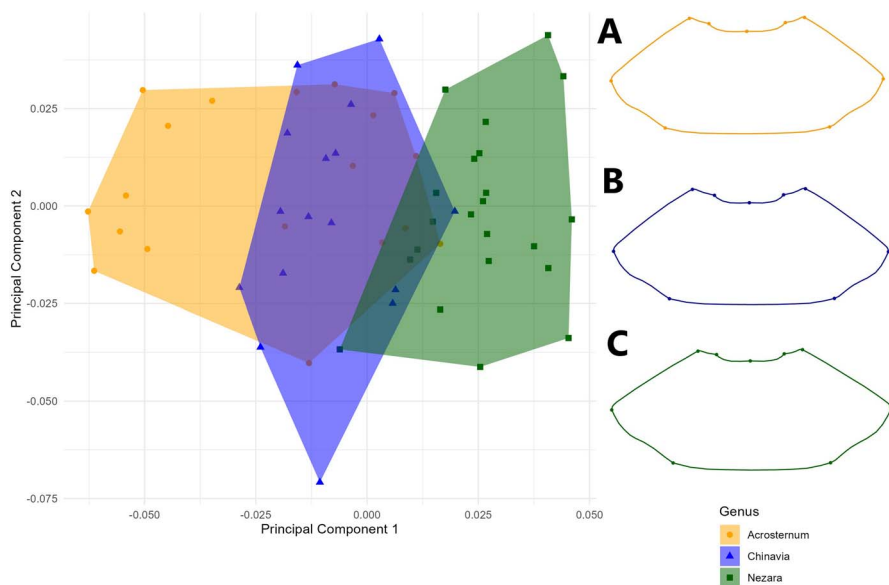 A
B
C
Principal Component 2
0.025
0.000
-0.025
-0.050
-0.075
-0.050
-0.025
0.000
0.025
0.050
Principal Component 1
Genus
Acrosternum
Chinavia
Nezara